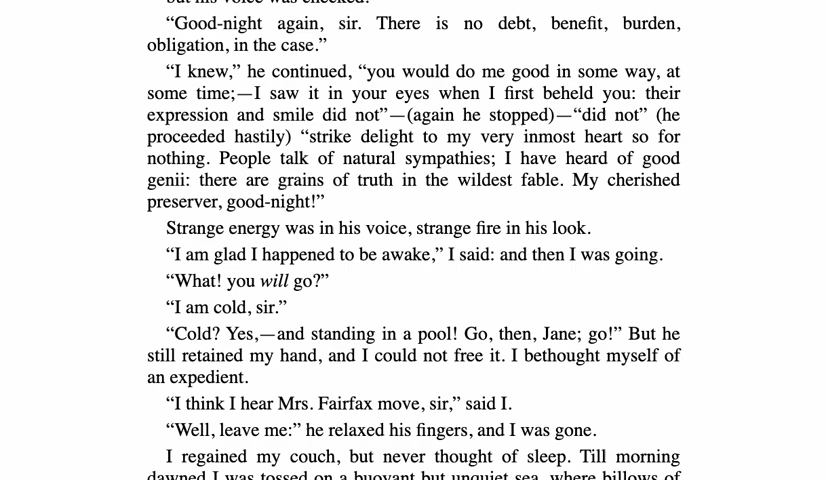 but his voice was checked.
“Good-night again, sir. There is no debt, benefit, burden,
obligation, in the case.”
“I knew,” he continued, “you would do me good in some way, at
some time;—I saw it in your eyes when I first beheld you: their
expression and smile did not”—(again he stopped)—“did not” (he
proceeded hastily) “strike delight to my very inmost heart so for
nothing. People talk of natural sympathies; I have heard of good
genii: there are grains of truth in the wildest fable. My cherished
preserver, good-night!”
Strange energy was in his voice, strange fire in his look.
“I am glad I happened to be awake,” I said: and then I was going.
“What! you will go?”
“I am cold, sir.”
“Cold? Yes,—and standing in a pool! Go, then, Jane; go!” But he
still retained my hand, and I could not free it. I bethought myself of
an expedient.
“I think I hear Mrs. Fairfax move, sir,” said I.
“Well, leave me:” he relaxed his fingers, and I was gone.
I regained my couch, but never thought of sleep. Till morning
dawned I was tossed on a buoyant but unquiet sea, where billows of